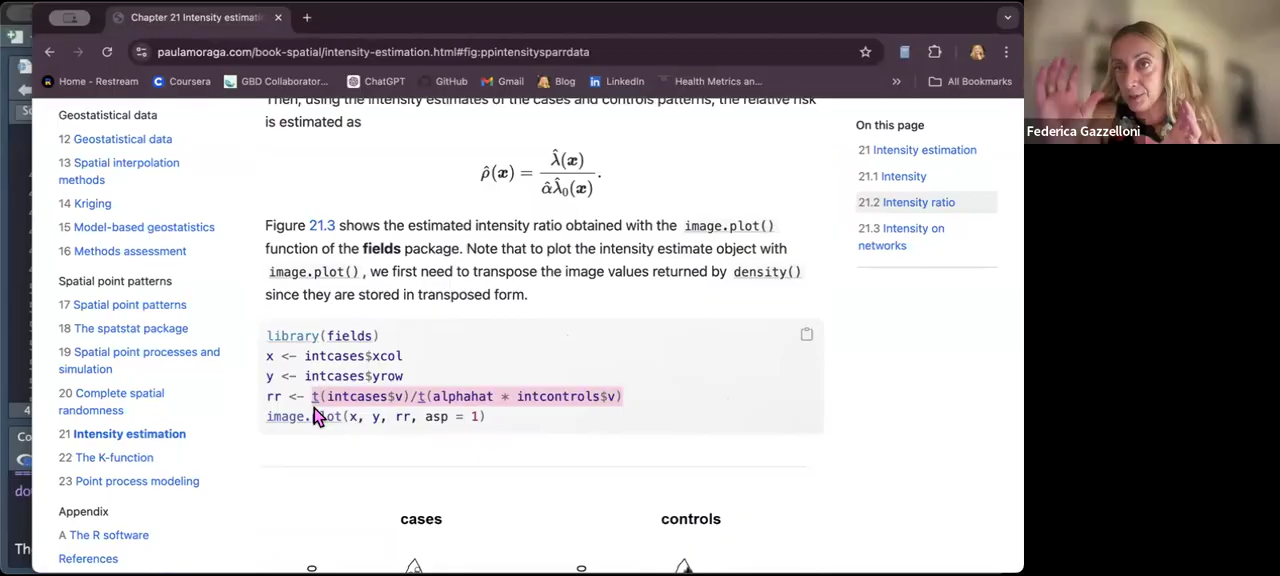 Chapter 21 Intensity estimati
paulamoraga.com/book-spatial/intensity-estimation.html#fig:ppintensitysparrdata
Home - Restream
Coursera
GBD Collaborator...
ChatGPT
GitHub
Gmail
Blog
LinkedIn
Health Metrics an...
»
All Bookmarks
Geostatistical data
12 Geostatistical data
13 Spatial interpolation
methods
14 Kriging
15 Model-based geostatistics
16 Methods assessment
Spatial point patterns
17 Spatial point patterns
18 The spatstat package
19 Spatial point processes and
simulation
20 Complete spatial
randomness
21 Intensity estimation
22 The K-function
23 Point process modeling
Appendix
A The R software
References
Then, using the intensity estimates of the cases and controls patterns, the relative risk
is estimated as
ρ̂(x) = λ̂(x) / α̂λ̂₀(x).
Figure 21.3 shows the estimated intensity ratio obtained with the image.plot()
function of the fields package. Note that to plot the intensity estimate object with
image.plot(), we first need to transpose the image values returned by density()
since they are stored in transposed form.
library(fields)
x <- intcases$xcol
y <- intcases$yrow
rr <- t(intcases$v)/t(alphahat * intcontrols$v)
image.plot(x, y, rr, asp = 1)
cases
controls
On this page
21 Intensity estimation
21.1 Intensity
21.2 Intensity ratio
21.3 Intensity on
networks
Federica Gazzelloni
Co
do
Th